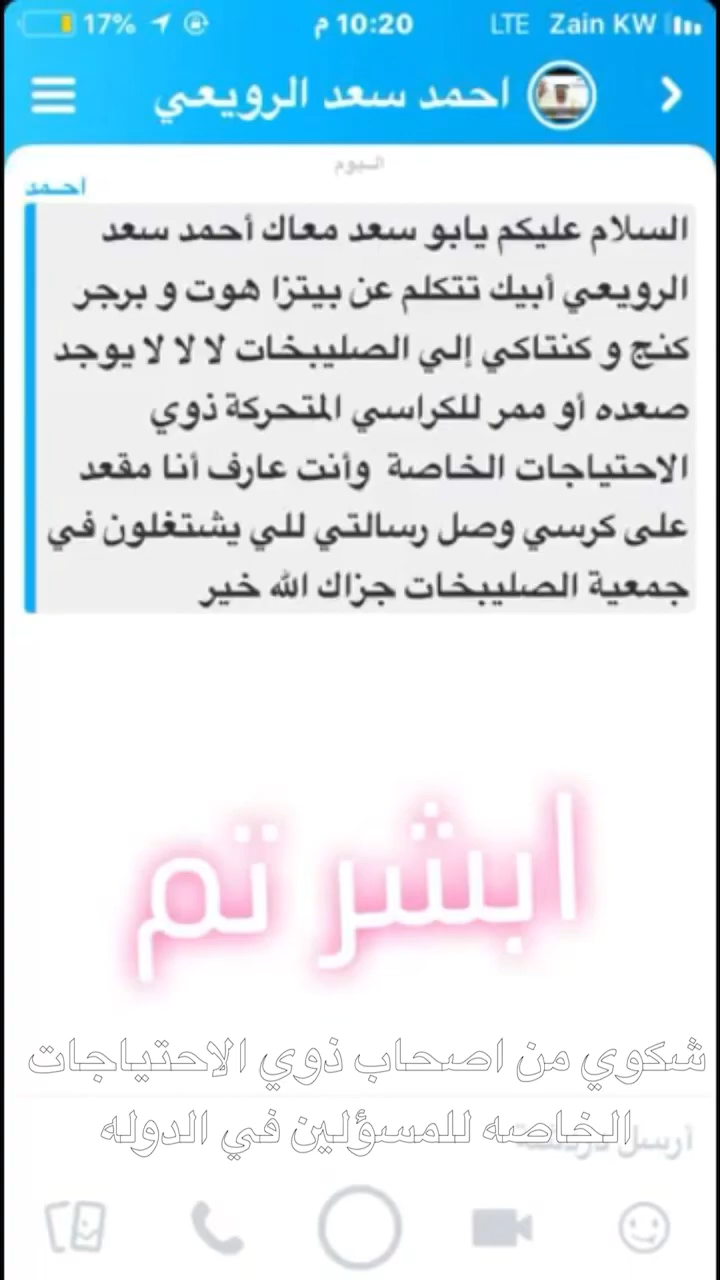 17% 10:20 م LTE Zain KW
احمد سعد الرويعي
اليوم
احمد
السلام عليكم يابو سعد معاك أحمد سعد
الرويعي أبيك تتكلم عن بيتزا هوت و برجر
كنج و كنتاكي إلي الصليبخات لا لا لا يوجد
صعده أو ممر للكراسي المتحركة ذوي
الاحتياجات الخاصة وأنت عارف أنا مقعد
على كرسي وصل رسالتي للي يشتغلون في
جمعية الصليبخات جزاك الله خير
ابشر تم
شكوي من اصحاب ذوي الاحتياجات
الخاصه للمسؤلين في الدوله
أرسل دردشة